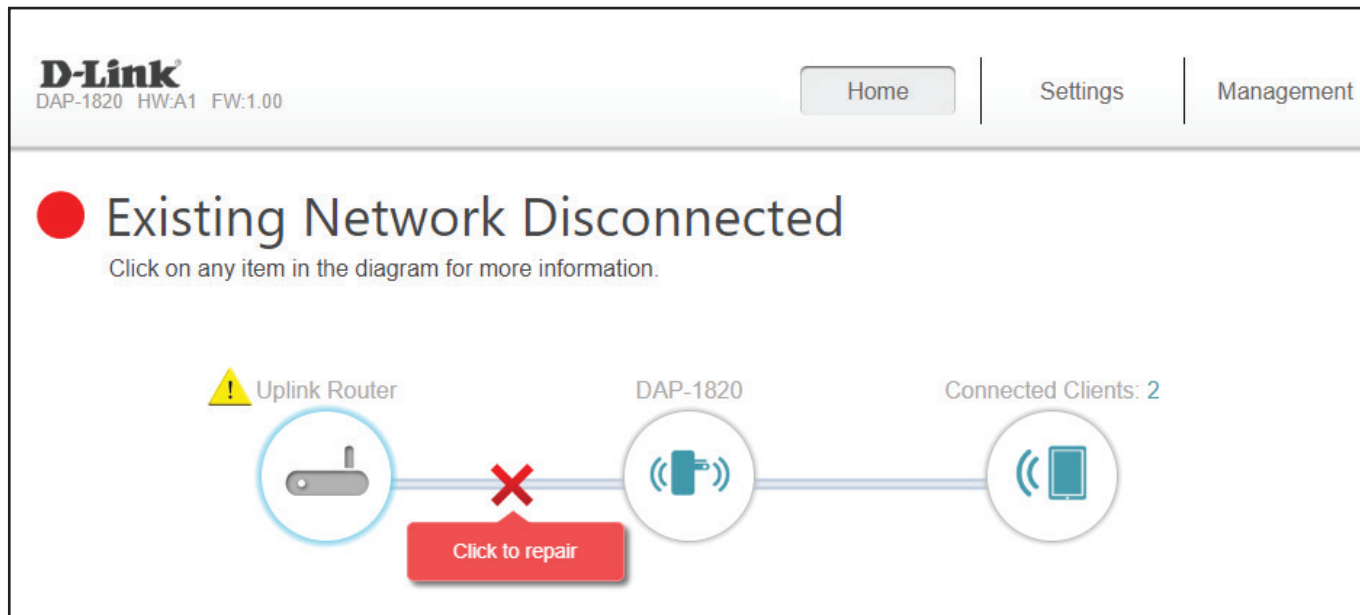 D-Link
DAP-1820 HW:A1 FW:1.00
Home
Settings
Management
Existing Network Disconnected
Click on any item in the diagram for more information.
! Uplink Router
DAP-1820
Connected Clients: 2
Click to repair